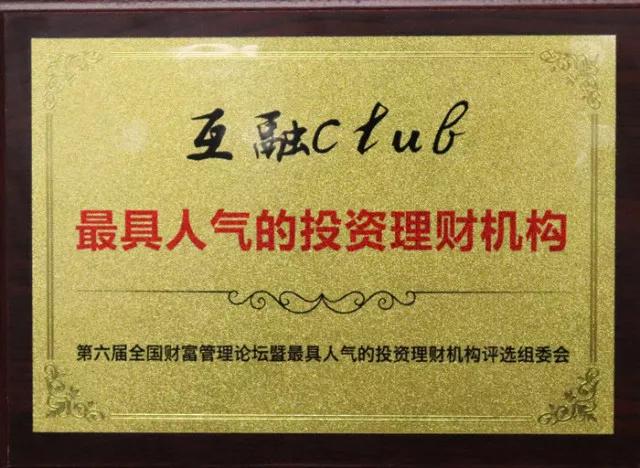 互融Club
最具人气的投资理财机构
第六届全国财富管理论坛暨最具人气的投资理财机构评选组委会